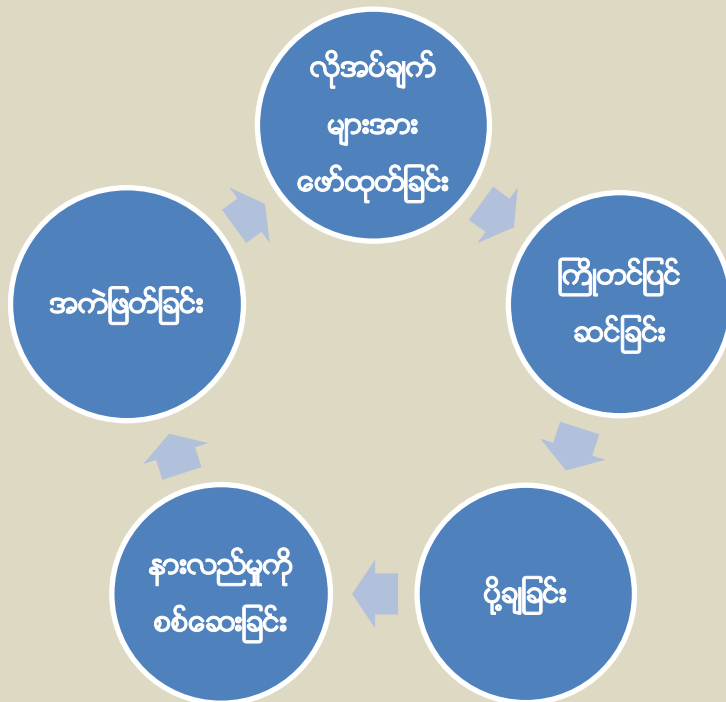 လိုအပ်ချက်
များအား
ဖော်ထုတ်ခြင်း
ကြိုတင်ပြင်
ဆင်ခြင်း
ပို့ချခြင်း
နားလည်မှုကို
စစ်ဆေးခြင်း
အကဲဖြတ်ခြင်း